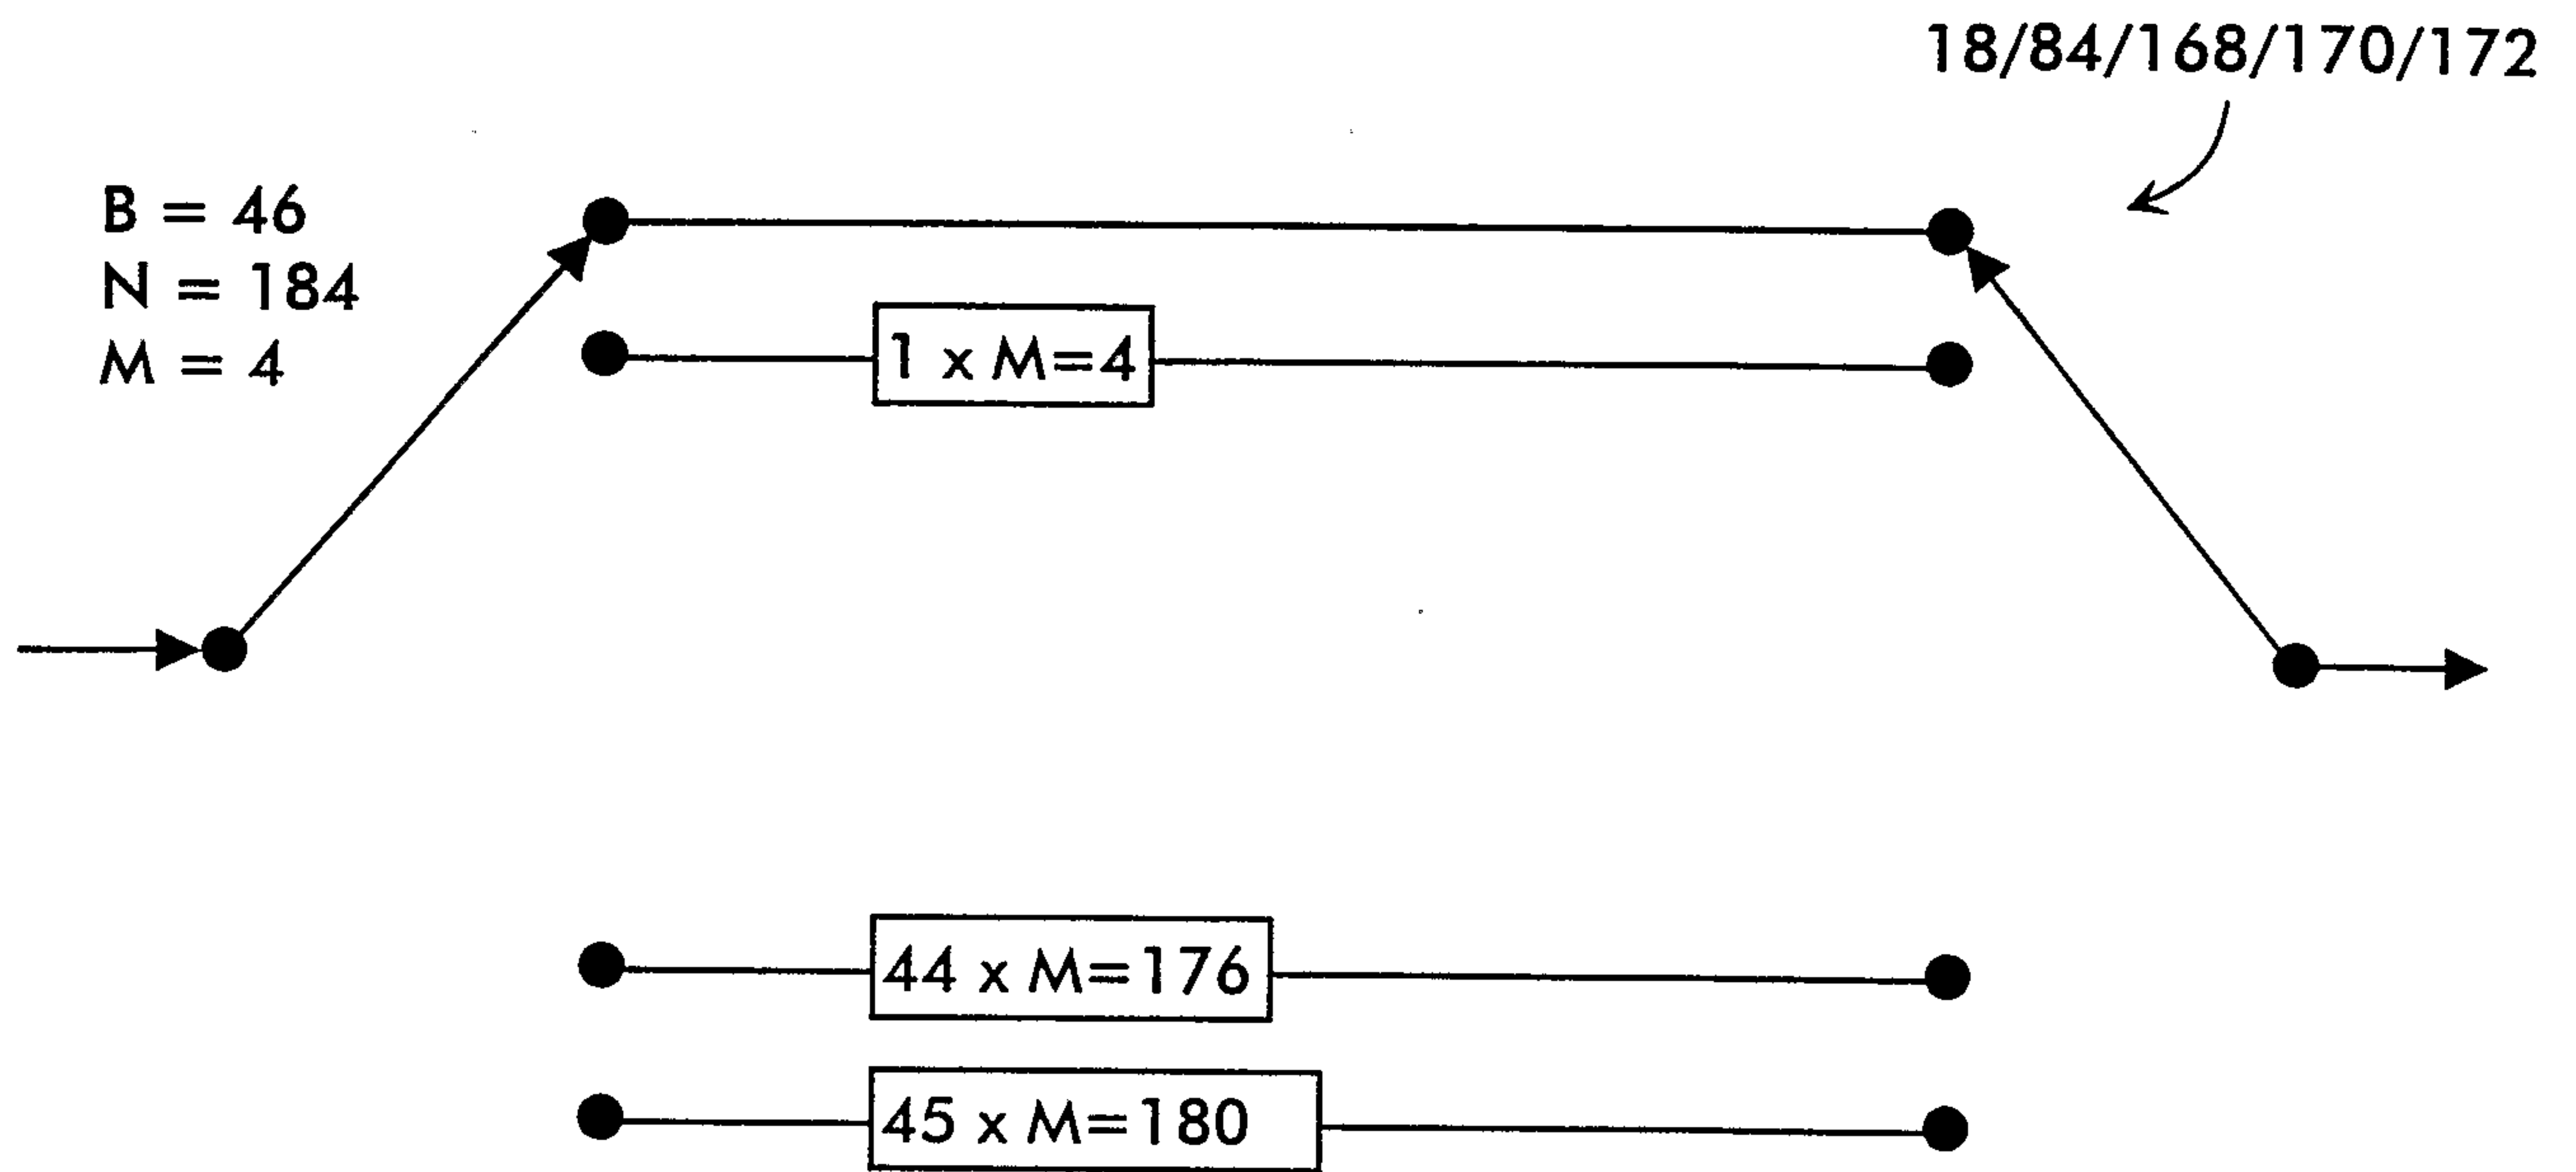 18/84/168/170/172
B = 46
N = 184
M = 4
1 x M=4
44 x M=176
45 x M=180